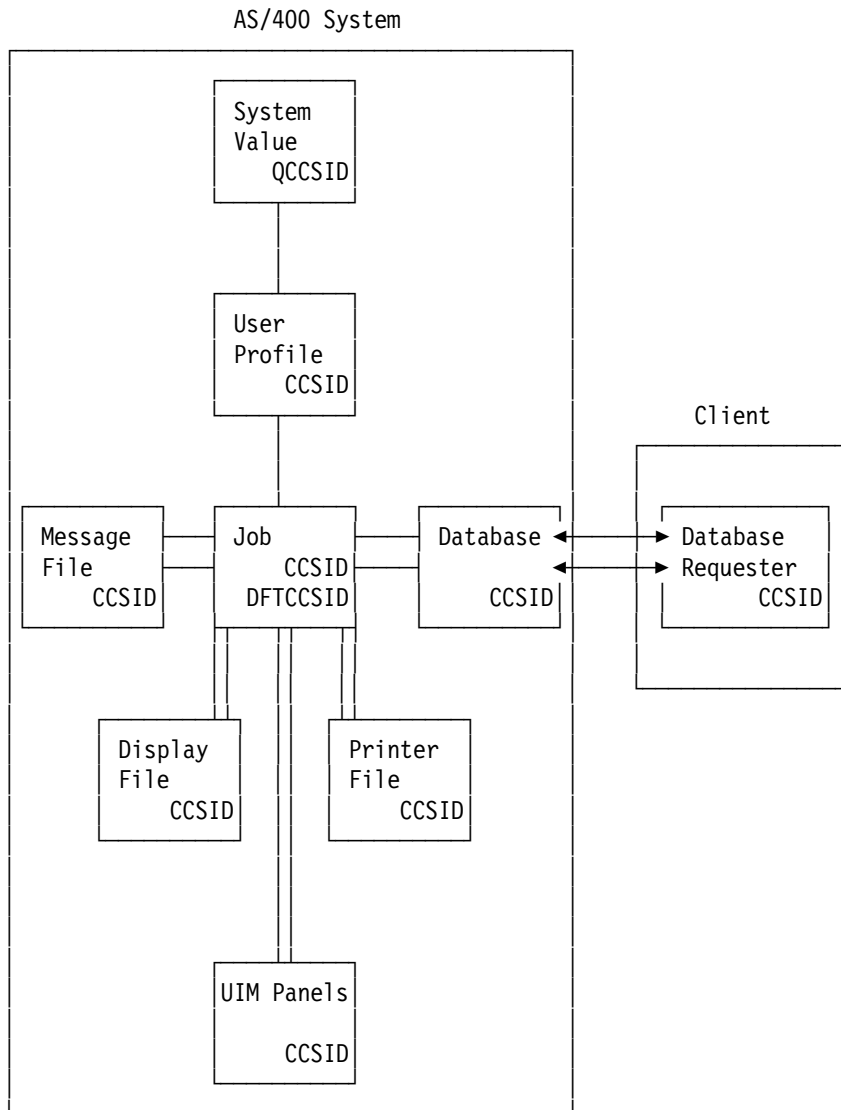 AS/400 System
System
Value
QCCSID
User
Profile
CCSID
Client
Message
File
CCSID
Job
CCSID
DFTCCSID
Database
CCSID
Database
Requester
CCSID
Display
File
CCSID
Printer
File
CCSID
UIM Panels
CCSID